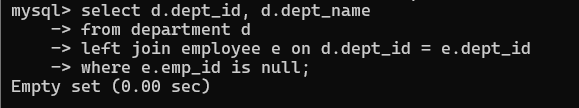 mysql> select d.dept_id, d.dept_name
    -> from department d
    -> left join employee e on d.dept_id = e.dept_id
    -> where e.emp_id is null;
Empty set (0.00 sec)